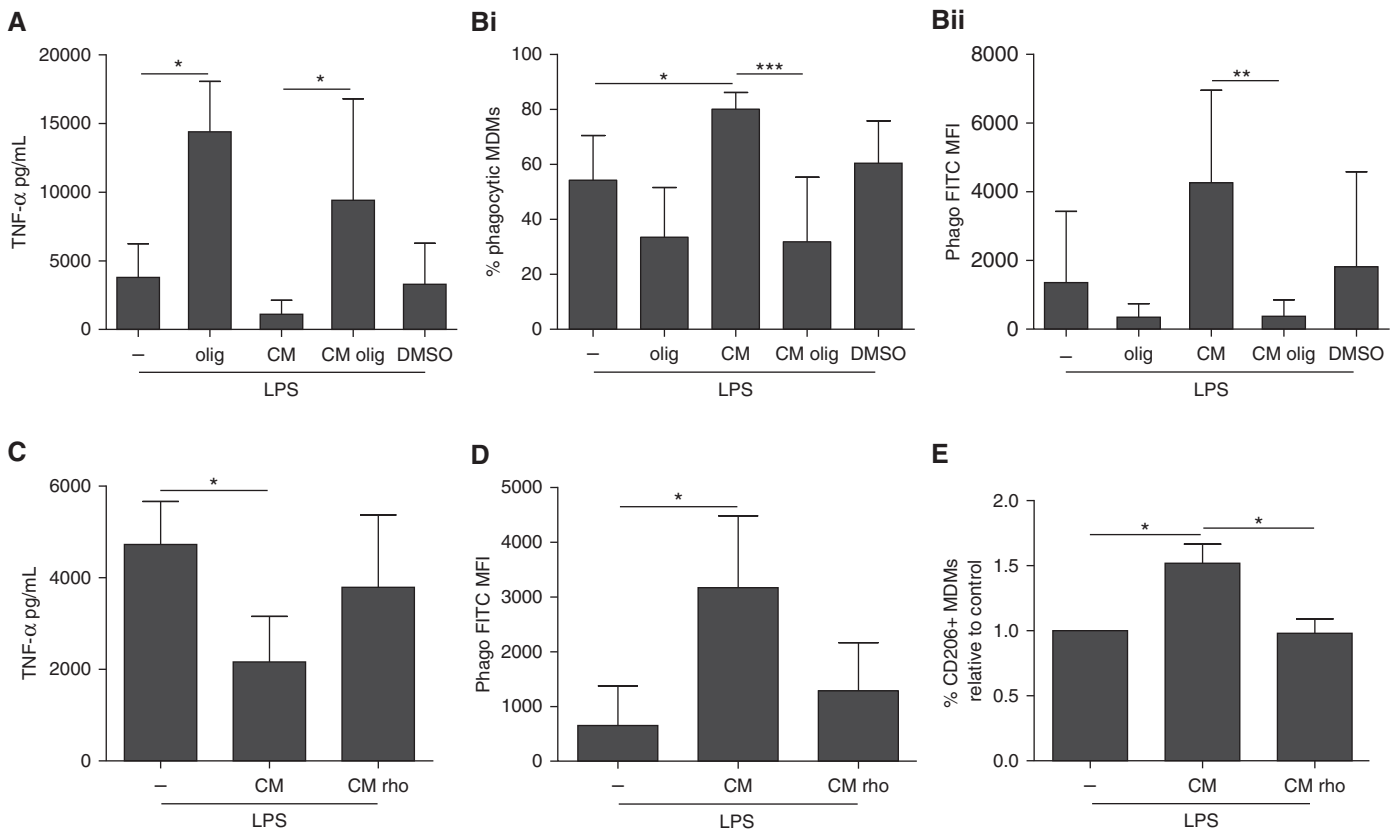 A
TNF-α pg/mL
20000
15000
10000
5000
0
*
*
– olig CM CM olig DMSO
LPS
Bi
% phagocytic MDMs
100
80
60
40
20
0
*
***
– olig CM CM olig DMSO
LPS
Bii
Phago FITC MFI
8000
6000
4000
2000
0
**
– olig CM CM olig DMSO
LPS
C
TNF-α pg/mL
6000
4000
2000
0
*
– CM CM rho
LPS
D
Phago FITC MFI
5000
4000
3000
2000
1000
0
*
– CM CM rho
LPS
E
% CD206+ MDMs
relative to control
2.0
1.5
1.0
0.5
0.0
*
*
– CM CM rho
LPS